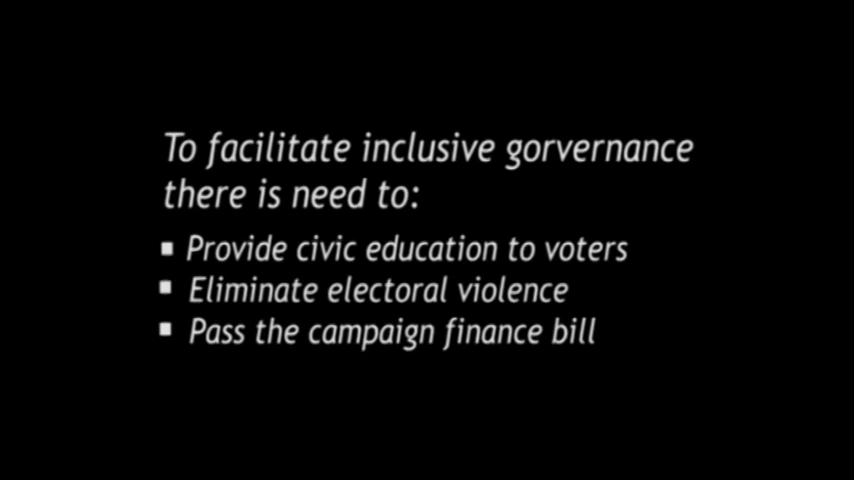 To facilitate inclusive gorvernance
there is need to:
▪ Provide civic education to voters
▪ Eliminate electoral violence
▪ Pass the campaign finance bill